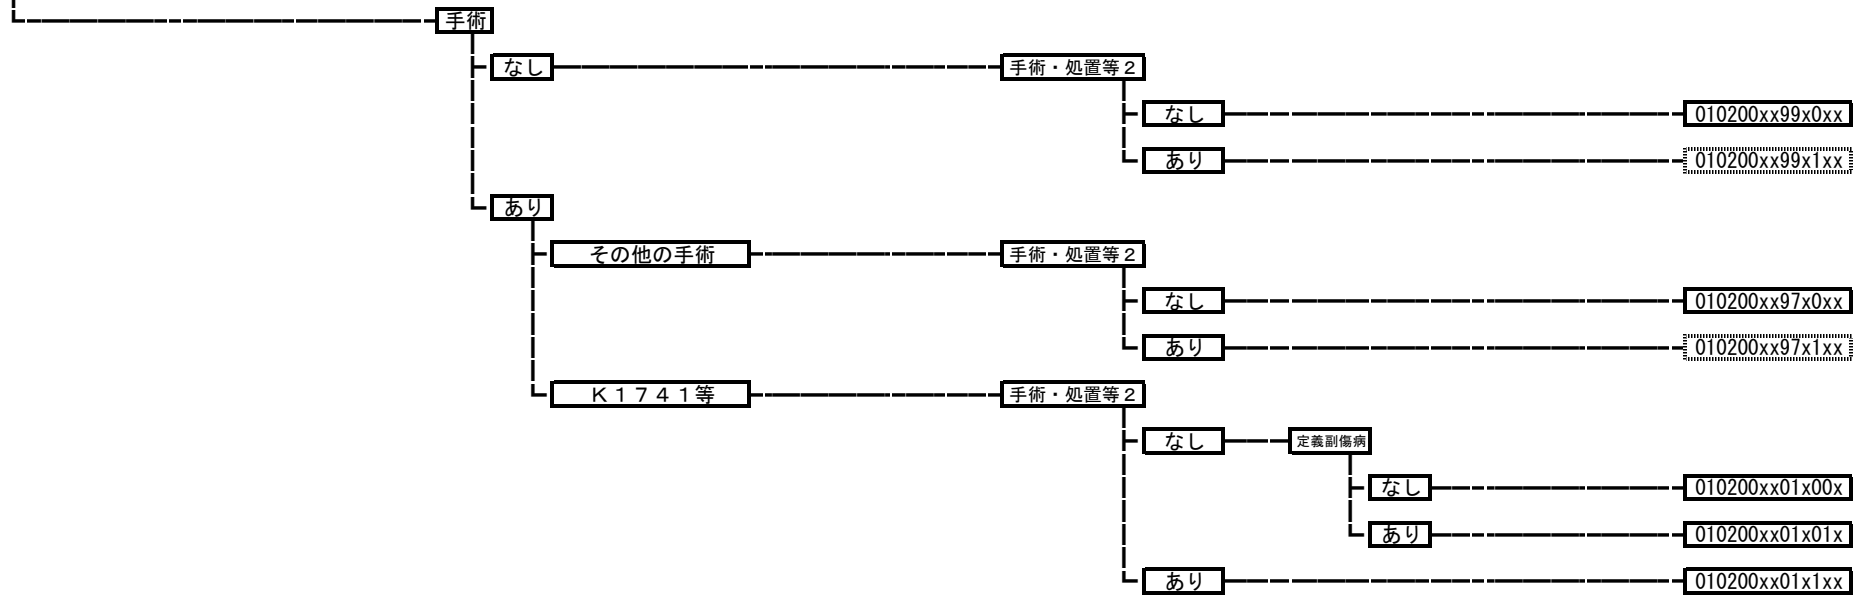 手術
なし 手術・処置等２
なし 010200xx99x0xx
あり 010200xx99x1xx
あり
その他の手術 手術・処置等２
なし 010200xx97x0xx
あり 010200xx97x1xx
Ｋ１７４１等 手術・処置等２
なし 定義副傷病
なし 010200xx01x00x
あり 010200xx01x01x
あり 010200xx01x1xx